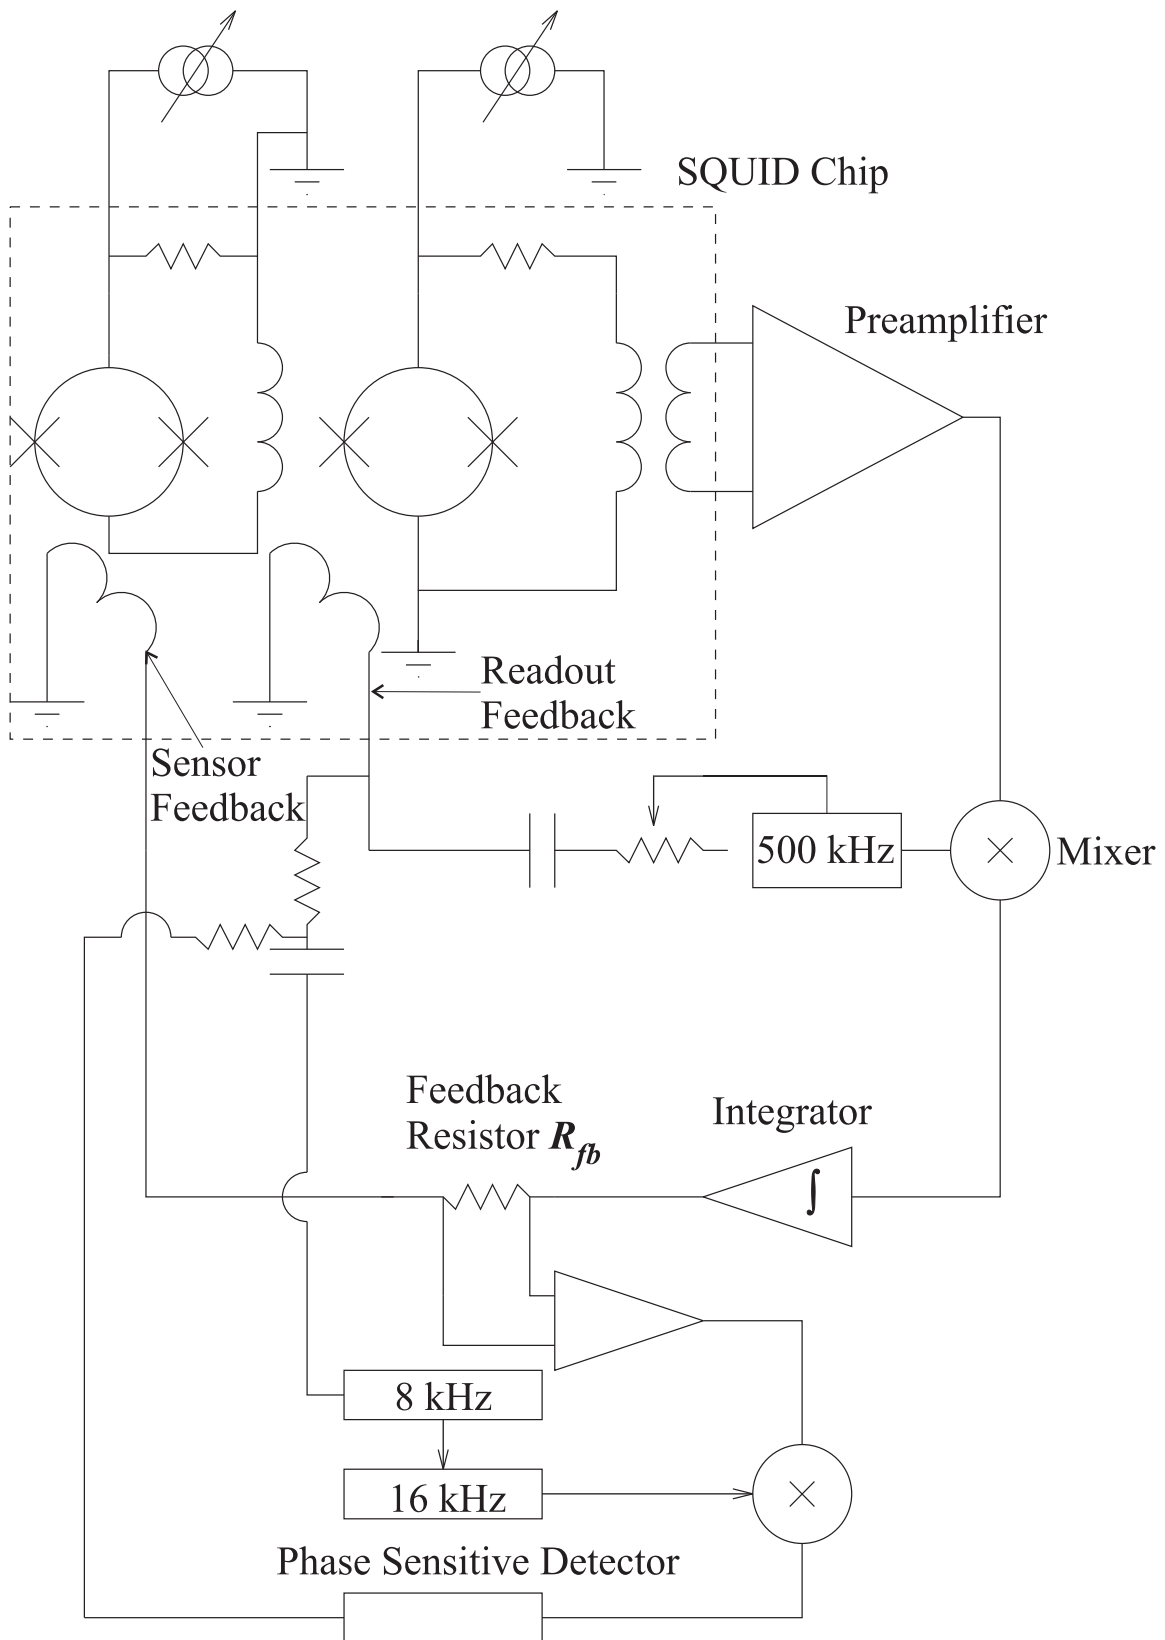 SQUID Chip
Preamplifier
Readout
Feedback
Sensor
Feedback
500 kHz
Mixer
Feedback
Resistor R_fb
Integrator
∫
8 kHz
16 kHz
Phase Sensitive Detector